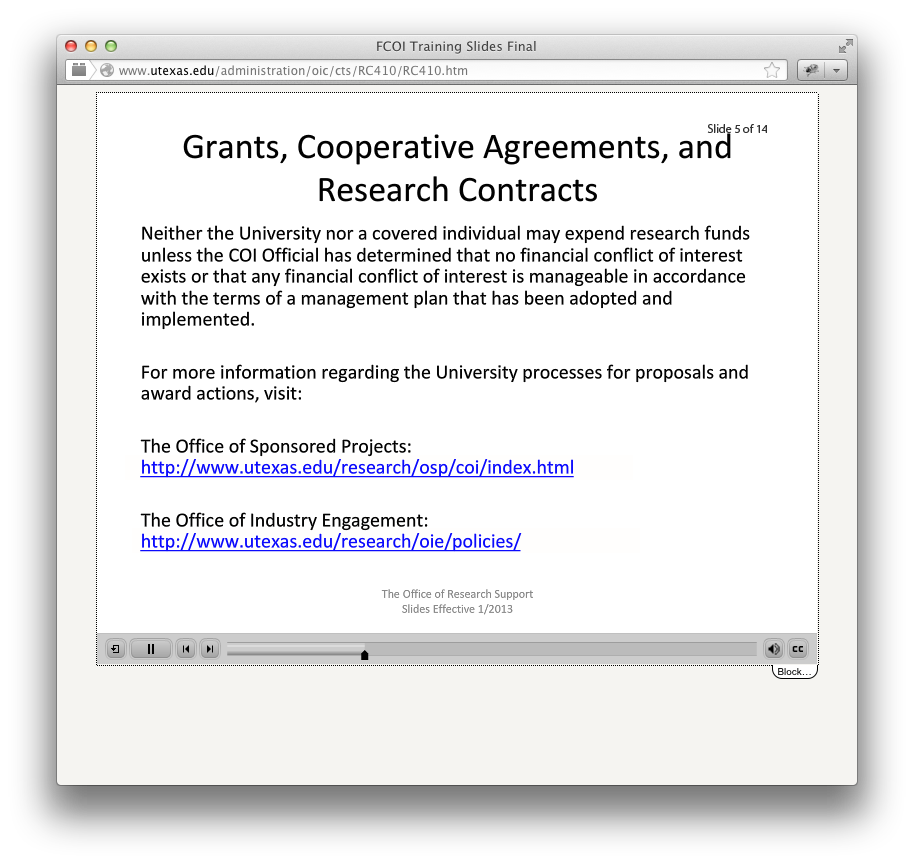 FCOI Training Slides Final
www.utexas.edu/administration/oic/cts/RC410/RC410.htm
Slide 5 of 14
Grants, Cooperative Agreements, and
Research Contracts
Neither the University nor a covered individual may expend research funds
unless the COI Official has determined that no financial conflict of interest
exists or that any financial conflict of interest is manageable in accordance
with the terms of a management plan that has been adopted and
implemented.
For more information regarding the University processes for proposals and
award actions, visit:
The Office of Sponsored Projects:
http://www.utexas.edu/research/osp/coi/index.html
The Office of Industry Engagement:
http://www.utexas.edu/research/oie/policies/
The Office of Research Support
Slides Effective 1/2013
CC
Block...